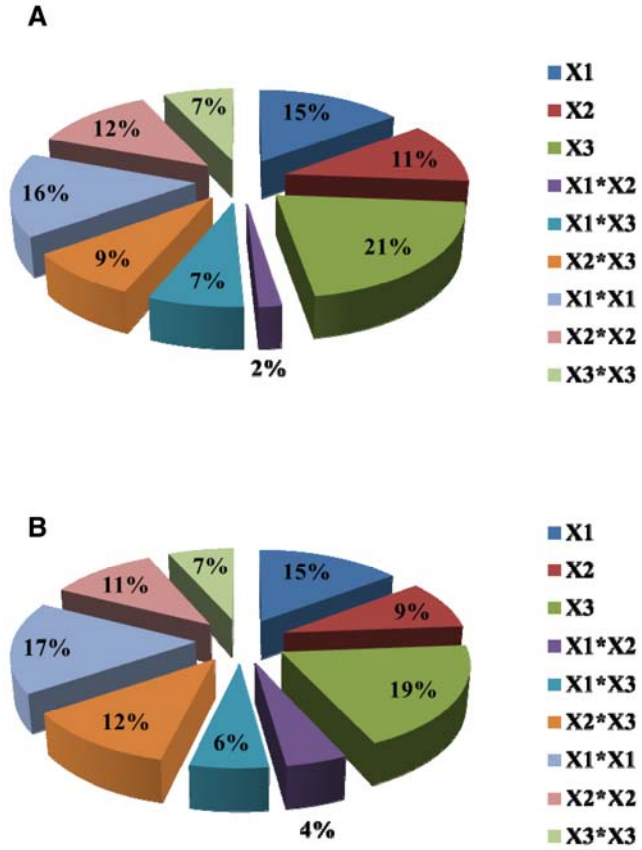 A
X1
X2
X3
X1*X2
X1*X3
X2*X3
X1*X1
X2*X2
X3*X3
15%
11%
21%
2%
7%
9%
16%
12%
7%
B
X1
X2
X3
X1*X2
X1*X3
X2*X3
X1*X1
X2*X2
X3*X3
15%
9%
19%
4%
6%
12%
17%
11%
7%